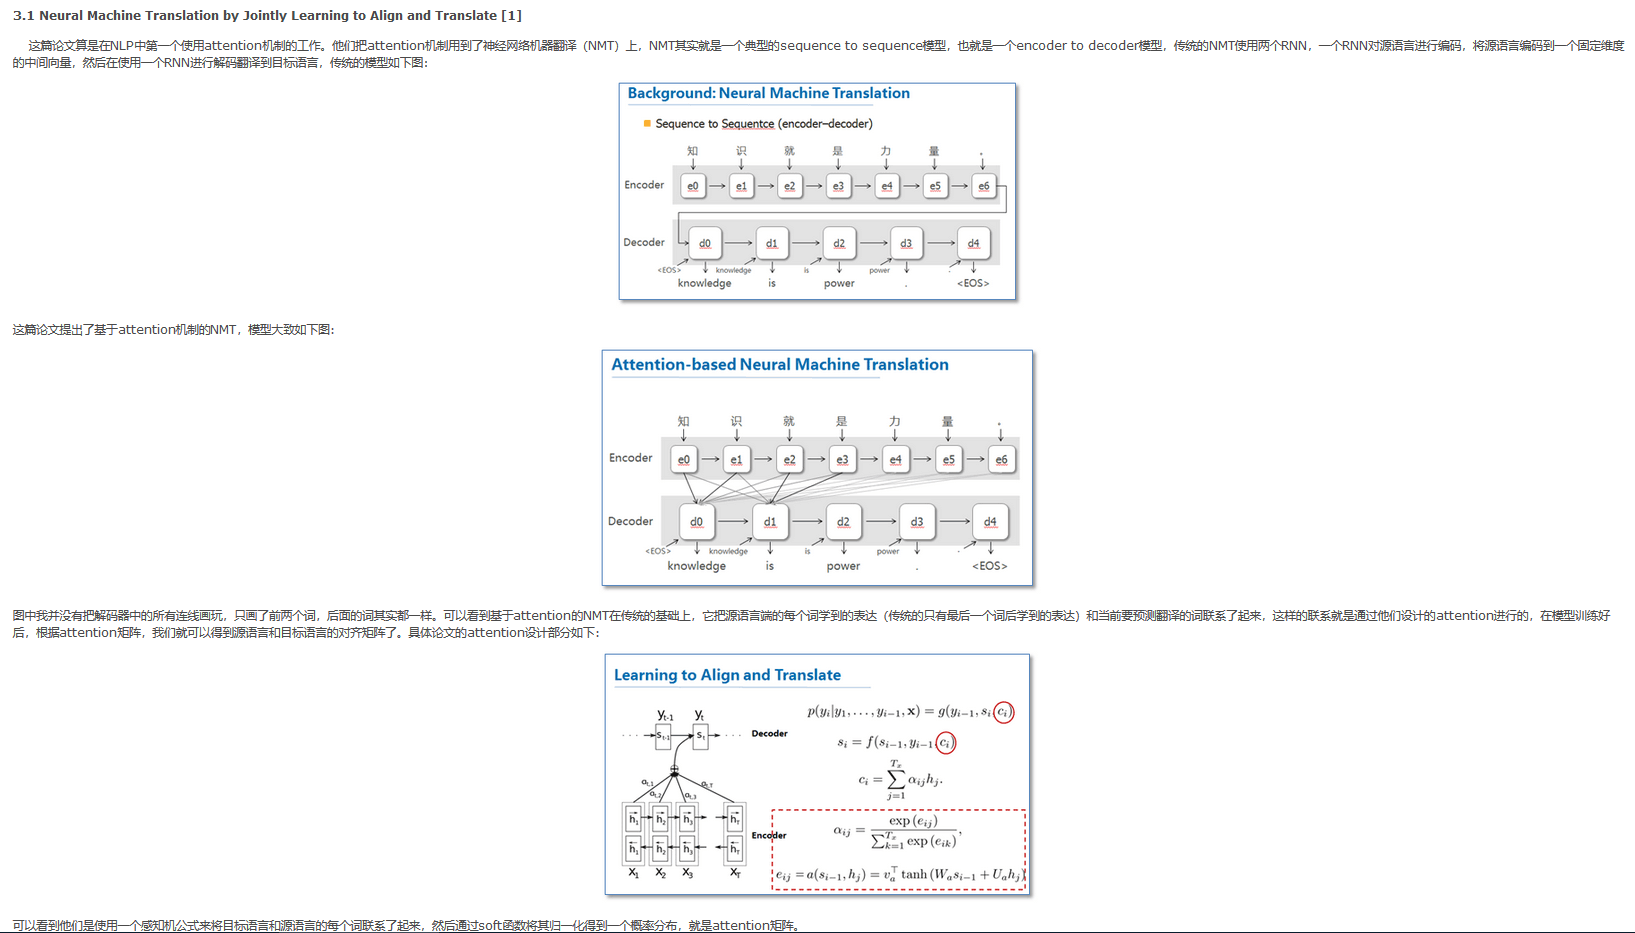 3.1 Neural Machine Translation by Jointly Learning to Align and Translate [1]
这篇论文算是在NLP中第一个使用attention机制的工作。他们把attention机制用到了神经网络机器翻译（NMT）上，NMT其实就是一个典型的sequence to sequence模型，也就是一个encoder to decoder模型，传统的NMT使用两个RNN，一个RNN对源语言进行编码，将源语言编码到一个固定维度
的中间向量，然后在使用一个RNN进行解码翻译到目标语言，传统的模型如下图：
Background: Neural Machine Translation
Sequence to Sequentce (encoder–decoder)
知 识 就 是 力 量 。
Encoder e0 e1 e2 e3 e4 e5 e6
Decoder d0 d1 d2 d3 d4
<EOS> knowledge is power .
knowledge is power . <EOS>
这篇论文提出了基于attention机制的NMT，模型大致如下图：
Attention-based Neural Machine Translation
知 识 就 是 力 量 。
Encoder e0 e1 e2 e3 e4 e5 e6
Decoder d0 d1 d2 d3 d4
<EOS> knowledge is power .
knowledge is power . <EOS>
图中我并没有把解码器中的所有连线画玩，只画了前两个词，后面的词其实都一样。可以看到基于attention的NMT在传统的基础上，它把源语言端的每个词学到的表达（传统的只有最后一个词后学到的表达）和当前要预测翻译的词联系了起来，这样的联系就是通过他们设计的attention进行的，在模型训练好
后，根据attention矩阵，我们就可以得到源语言和目标语言的对齐矩阵了。具体论文的attention设计部分如下：
Learning to Align and Translate
y_{t-1} y_t
... s_{t-1} s_t ... Decoder
α_{t,1} α_{t,2} α_{t,3} α_{t,T}
h_1 h_2 h_3 h_T
Encoder
h_1 h_2 h_3 h_T
x_1 x_2 x_3 x_T
p(y_i|y_1, ..., y_{i-1}, x) = g(y_{i-1}, s_i, c_i)
s_i = f(s_{i-1}, y_{i-1}, c_i)
c_i = \sum_{j=1}^{T_x} α_{ij} h_j.
α_{ij} = \frac{exp(e_{ij})}{\sum_{k=1}^{T_x} exp(e_{ik})},
e_{ij} = a(s_{i-1}, h_j) = v_a^⊤ tanh(W_a s_{i-1} + U_a h_j)
可以看到他们是使用一个感知机公式来将目标语言和源语言的每个词联系了起来，然后通过soft函数将其归一化得到一个概率分布，就是attention矩阵。